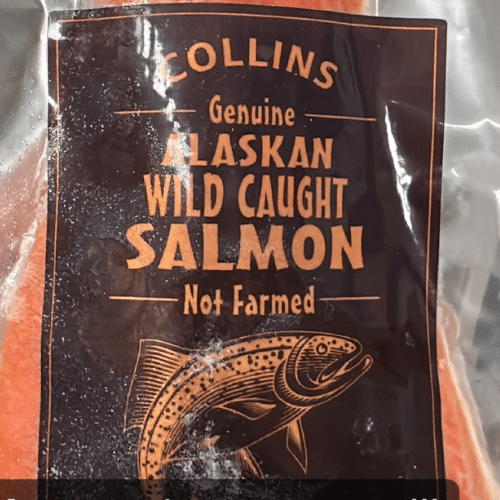 COLLINS
Genuine
ALASKAN
WILD CAUGHT
SALMON
Not Farmed